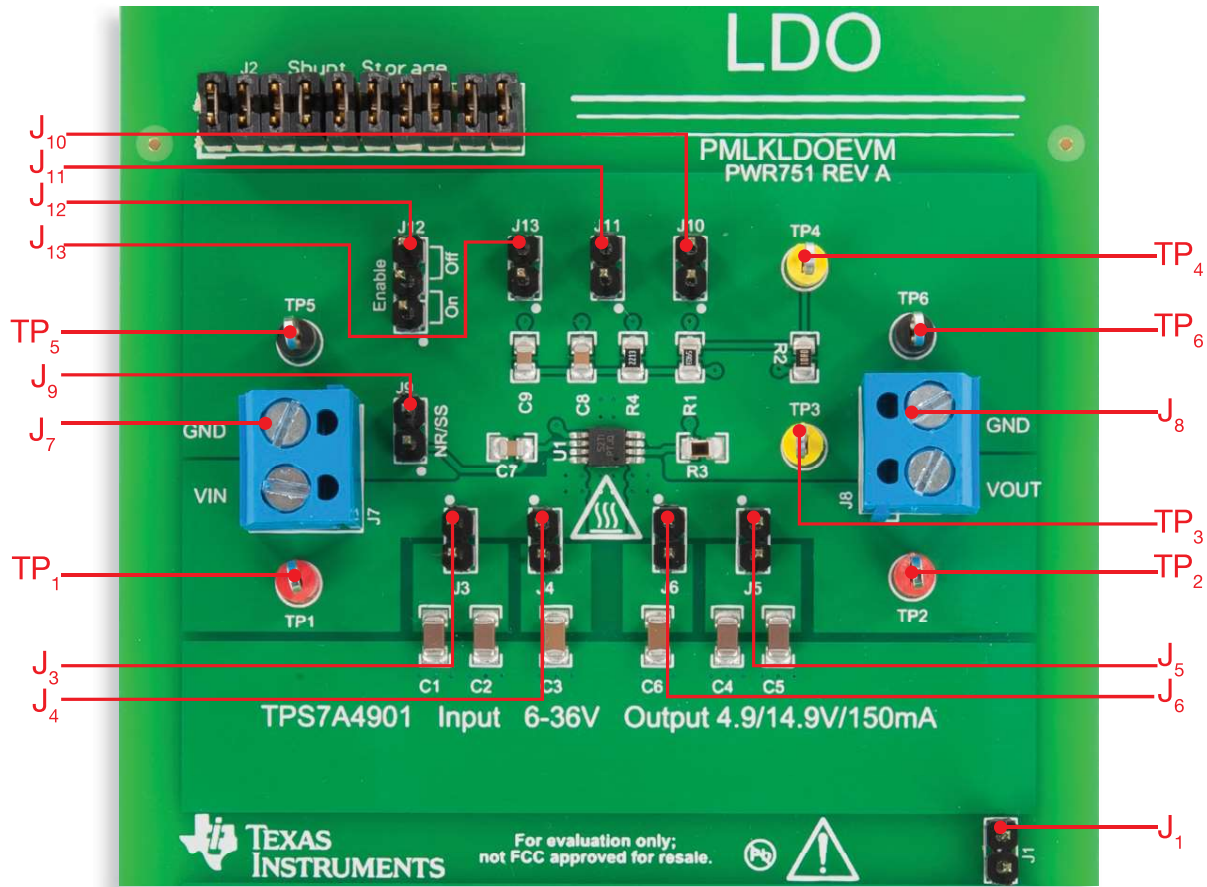 LDO
J2 Shunt Storage
J10
PMLKLDOEVM
J11
PWR751 REV A
J12
J13
J12
J13
J11
J10
TP4
TP4
Enable
Off
On
TP5
TP6
TP5
TP6
R2
J9
J9
C9
C8
R4
R1
TP3
J7
J8
GND
GND
NR/SS
U1
C7
R3
VIN
VOUT
J7
J8
TP3
TP1
TP2
J3
J4
J6
J5
TP1
TP2
J3
J5
C1
C2
C3
C6
C4
C5
J4
J6
TPS7A4901 Input 6-36V Output 4.9/14.9V/150mA
J1
TEXAS
INSTRUMENTS
For evaluation only;
not FCC approved for resale.
Pb
J1